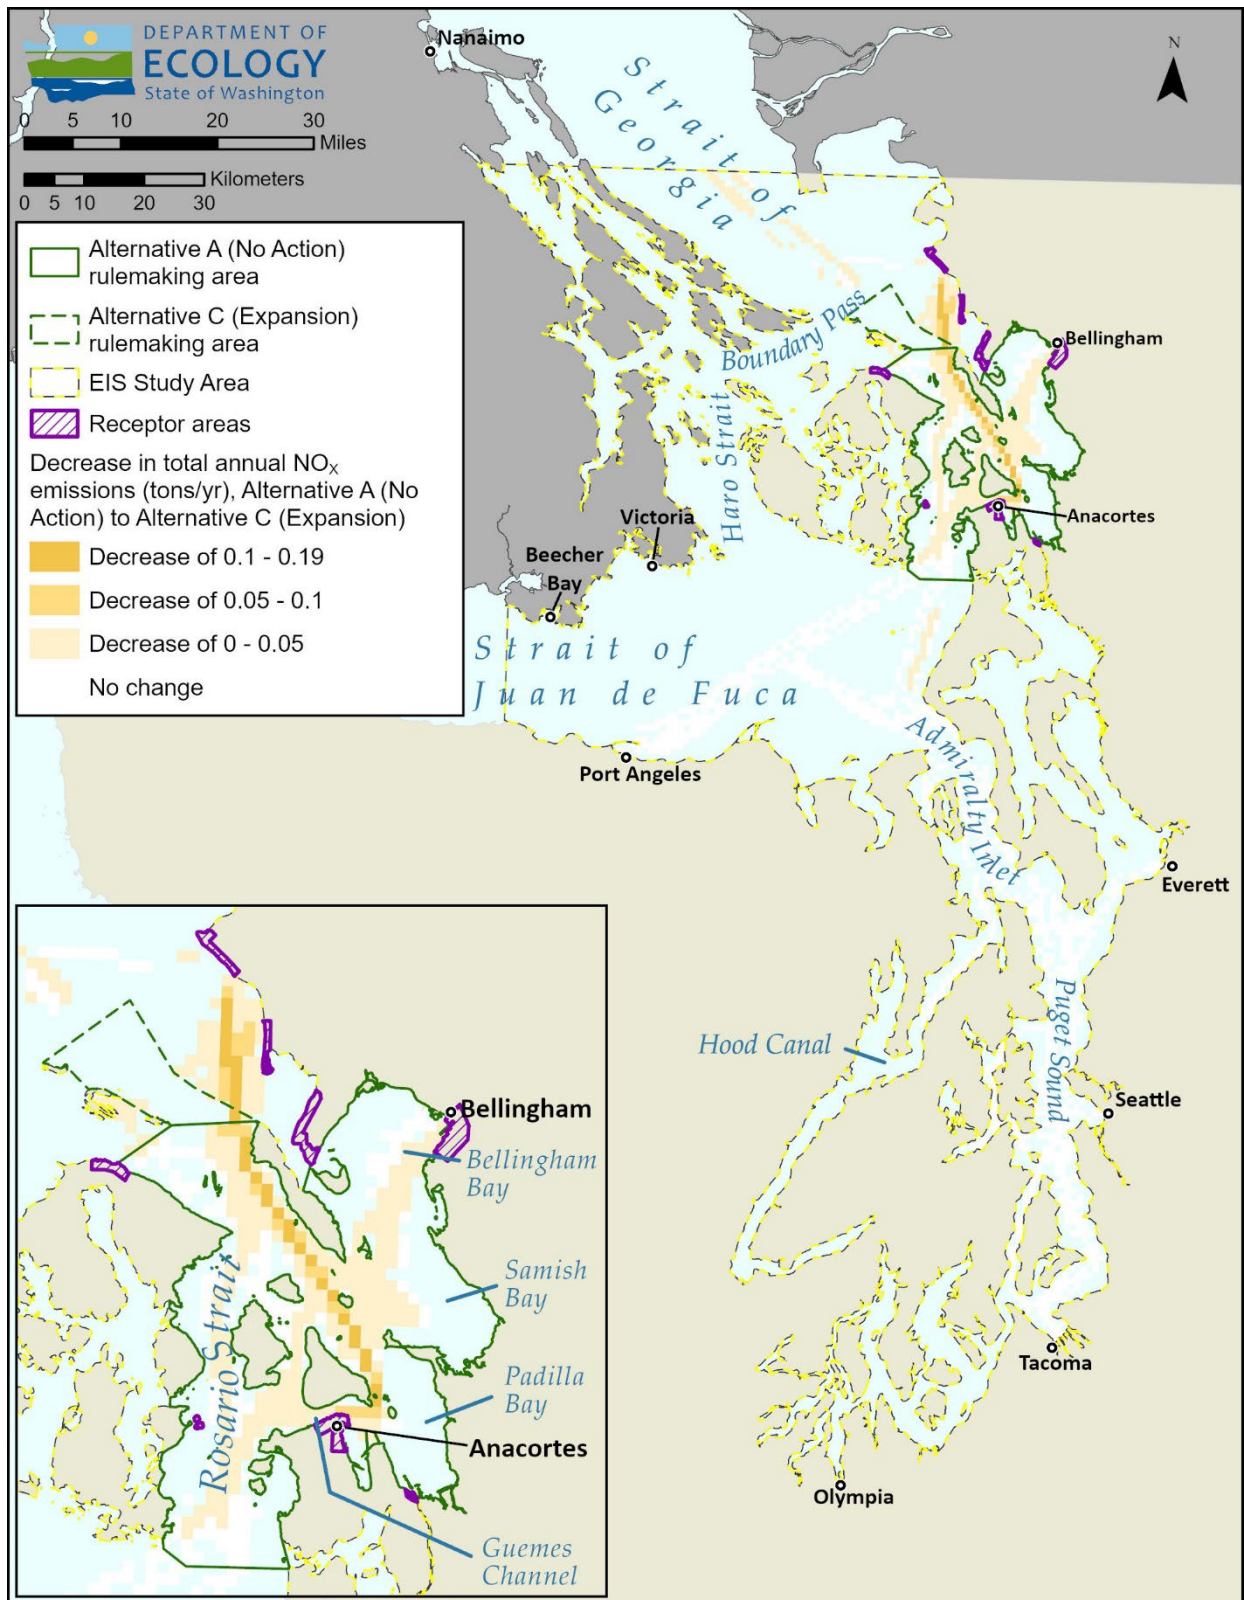 DEPARTMENT OF
ECOLOGY
State of Washington
0 5 10 20 30
Miles
Kilometers
0 5 10 20 30
Alternative A (No Action)
rulemaking area
Alternative C (Expansion)
rulemaking area
EIS Study Area
Receptor areas
Decrease in total annual NOX
emissions (tons/yr), Alternative A (No
Action) to Alternative C (Expansion)
Decrease of 0.1 - 0.19
Decrease of 0.05 - 0.1
Decrease of 0 - 0.05
No change
N
Nanaimo
Strait of
Georgia
Boundary Pass
Bellingham
Haro Strait
Anacortes
Victoria
Beecher
Bay
Strait of
Juan de Fuca
Port Angeles
Admiralty Inlet
Everett
Puget Sound
Hood Canal
Seattle
Tacoma
Olympia
Bellingham
Bellingham
Bay
Samish
Bay
Rosario Strait
Padilla
Bay
Anacortes
Guemes
Channel